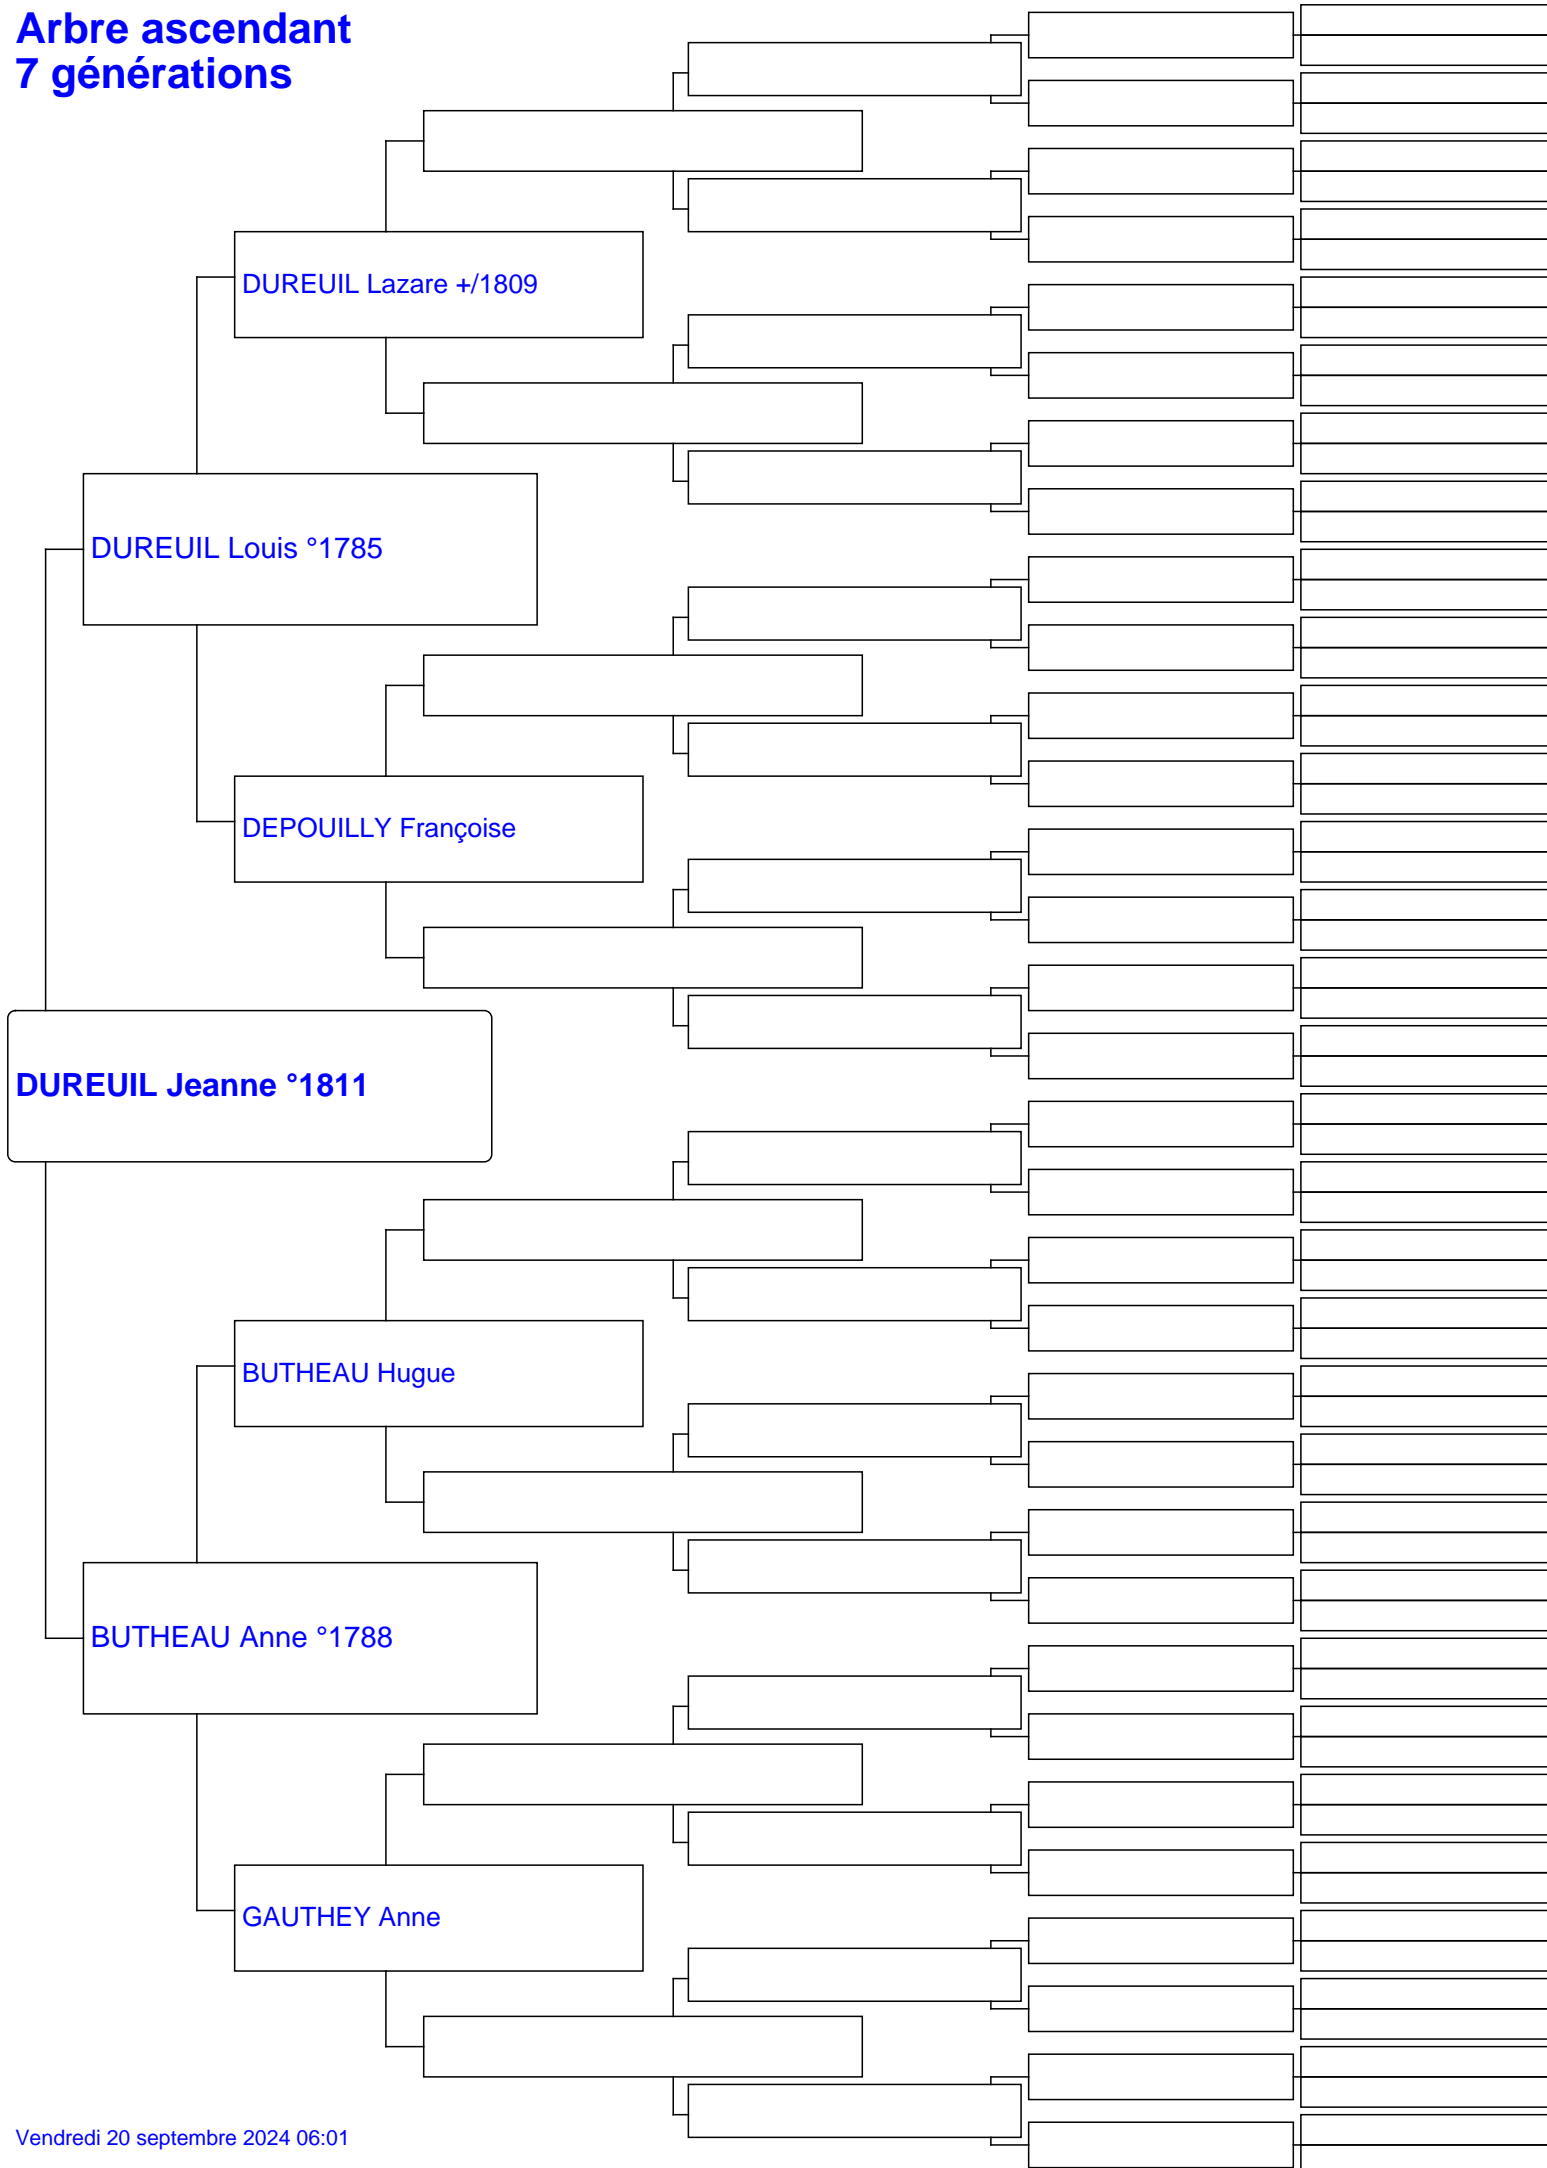 Arbre ascendant
7 générations
DUREUIL Lazare +/1809
DUREUIL Louis °1785
DEPOUILLY Françoise
DUREUIL Jeanne °1811
BUTHEAU Hugue
BUTHEAU Anne °1788
GAUTHEY Anne
Vendredi 20 septembre 2024 06:01